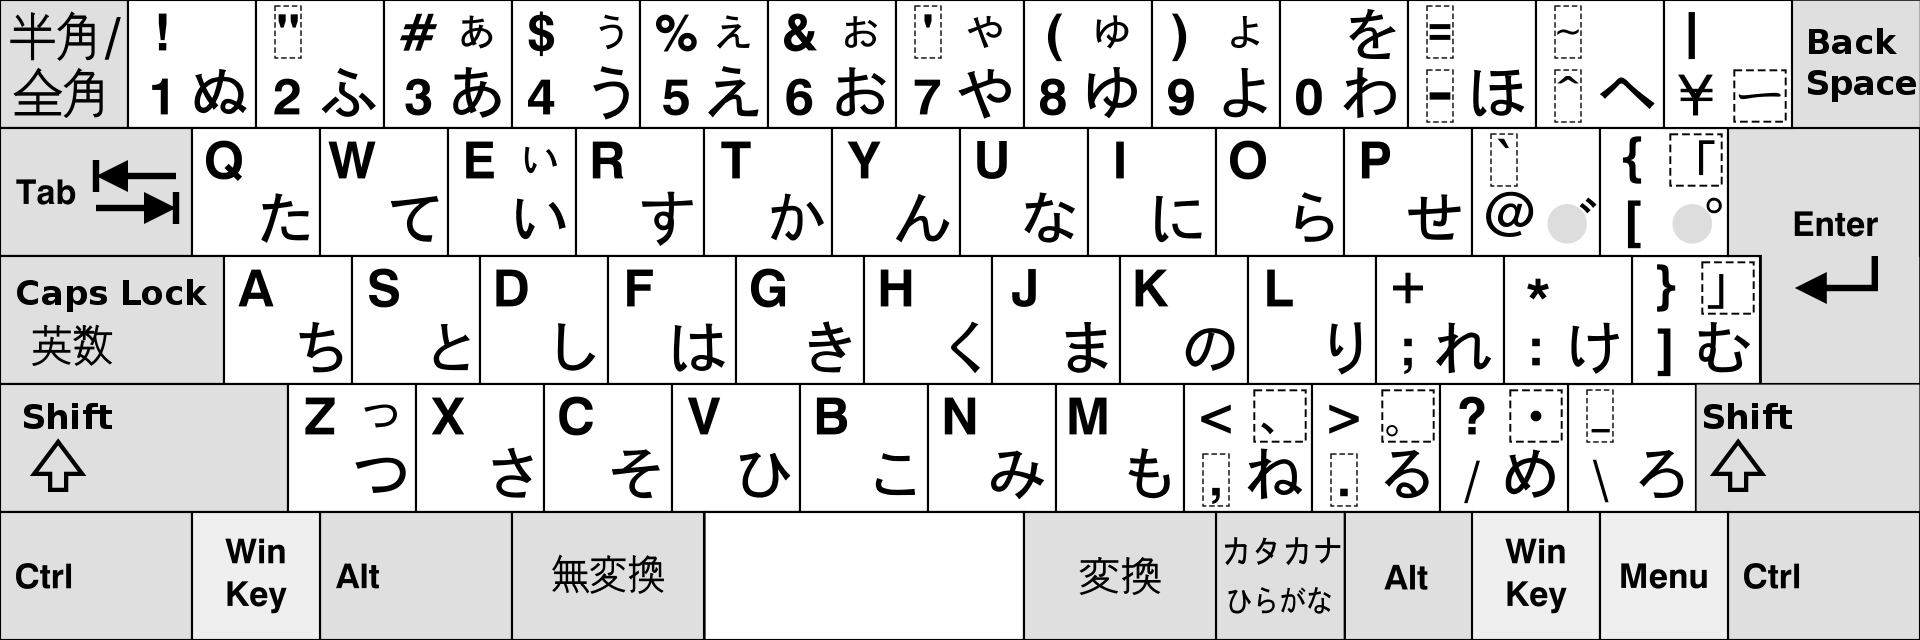 半角/ ! " # ぁ $ ぅ % ぇ & ぉ ' ゃ ( ゅ ) ょ を = ~ | Back
全角 1 ぬ 2 ふ 3 あ 4 う 5 え 6 お 7 や 8 ゆ 9 よ 0 わ - ほ ^ へ ¥ ー Space
Q W E ぃ R T Y U I O P ` { 「
Tab た て い す か ん な に ら せ @ ゛ [ ゜ Enter
Caps Lock A S D F G H J K L + * } 」
英数 ち と し は き く ま の り ; れ : け ] む
Shift Z っ X C V B N M < 、 > 。 ? ・ _ Shift
つ さ そ ひ こ み も , ね . る / め \ ろ
Ctrl Win Key Alt 無変換 変換 カタカナ ひらがな Alt Win Key Menu Ctrl